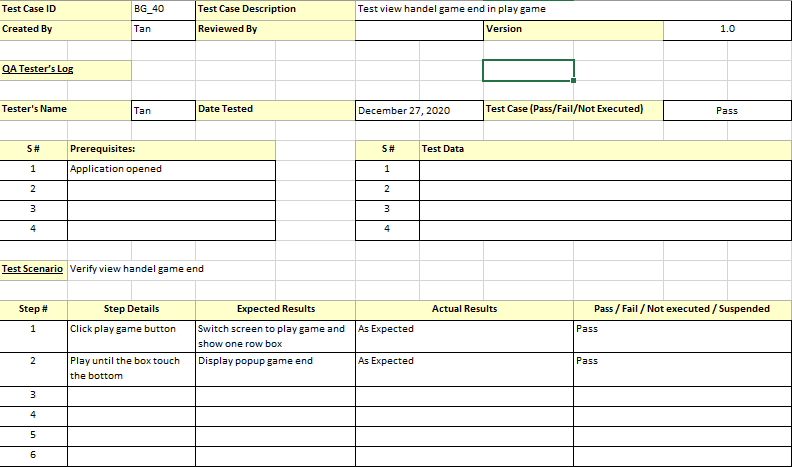 Test Case ID BG_40 Test Case Description Test view handel game end in play game
Created By Tan Reviewed By Version 1.0
QA Tester's Log
Tester's Name Tan Date Tested December 27, 2020 Test Case (Pass/Fail/Not Executed) Pass
S # Prerequisites: S # Test Data
1 Application opened 1
2 2
3 3
4 4
Test Scenario Verify view handel game end
Step # Step Details Expected Results Actual Results Pass / Fail / Not executed / Suspended
1 Click play game button Switch screen to play game and As Expected Pass
show one row box
2 Play until the box touch Display popup game end As Expected Pass
the bottom
3
4
5
6